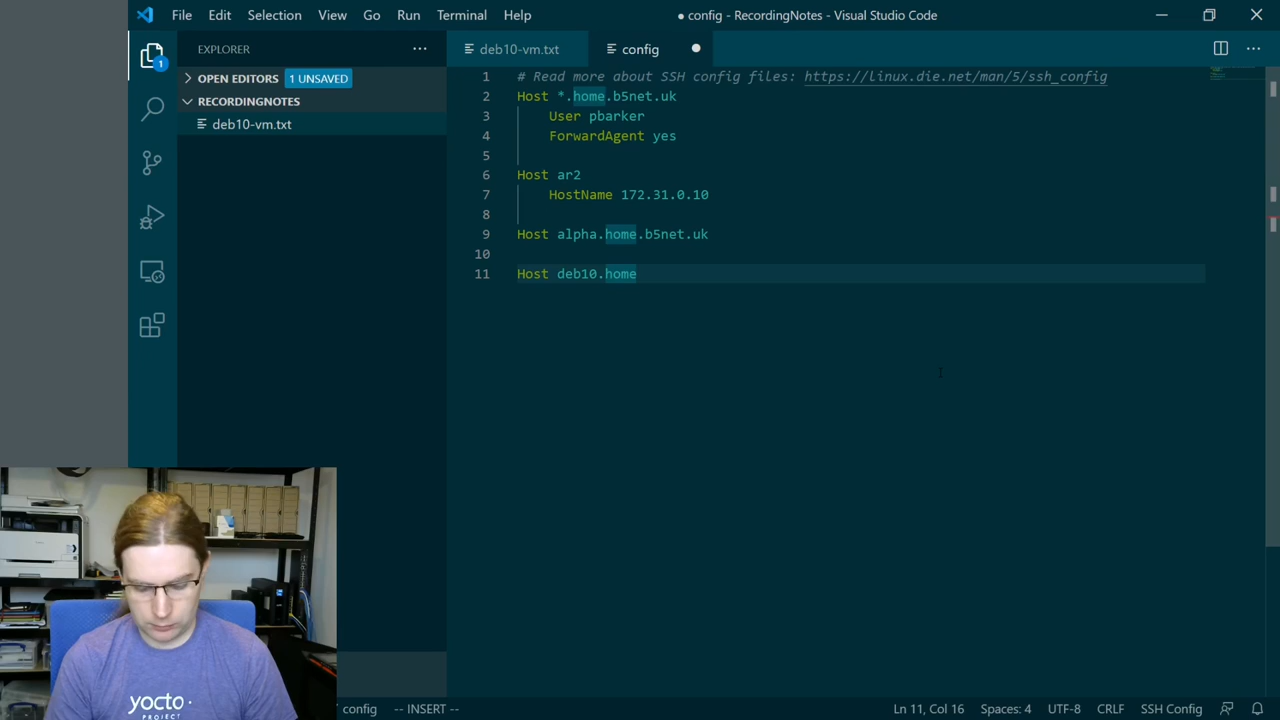 File Edit Selection View Go Run Terminal Help
● config - RecordingNotes - Visual Studio Code
EXPLORER
deb10-vm.txt
config
OPEN EDITORS 1 UNSAVED
RECORDINGNOTES
deb10-vm.txt
1
1 # Read more about SSH config files: https://linux.die.net/man/5/ssh_config
2 Host *.home.b5net.uk
3 User pbarker
4 ForwardAgent yes
5
6 Host ar2
7 HostName 172.31.0.10
8
9 Host alpha.home.b5net.uk
10
11 Host deb10.home
yocto
PROJECT
config -- INSERT -- Ln 11, Col 16 Spaces: 4 UTF-8 CRLF SSH Config